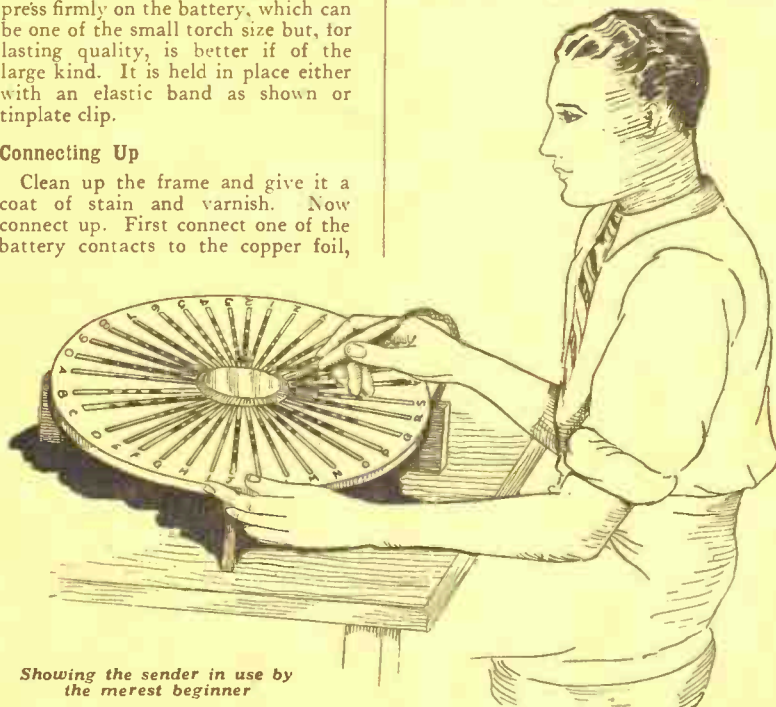 press firmly on the battery, which can
be one of the small torch size but, for
lasting quality, is better if of the
large kind. It is held in place either
with an elastic band as shown or
tinplate clip.
Connecting Up
Clean up the frame and give it a
coat of stain and varnish. Now
connect up. First connect one of the
battery contacts to the copper foil,
Showing the sender in use by
the merest beginner